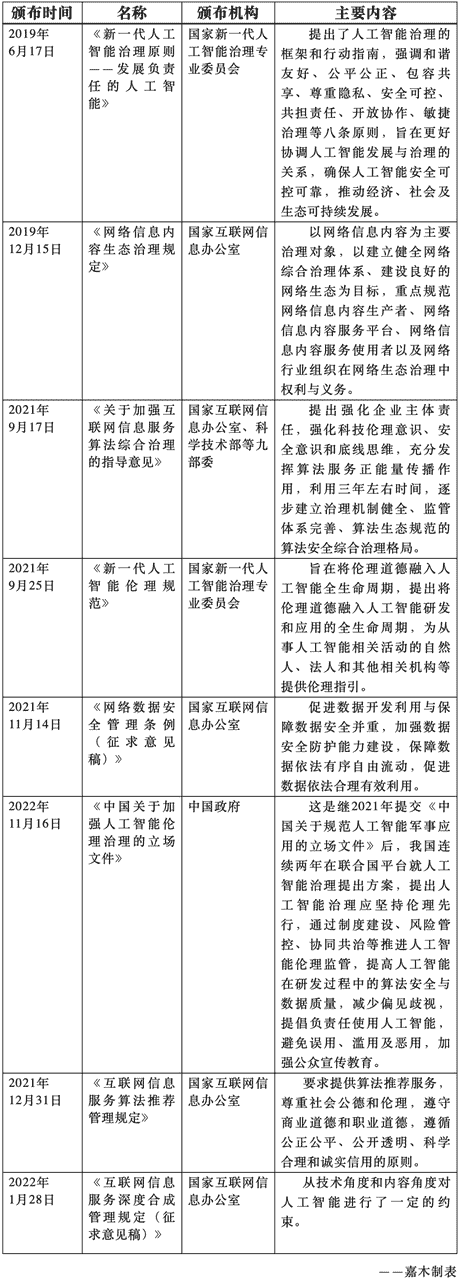 颁布时间 名称 颁布机构 主要内容
2019年
6月17日
《新一代人工
智能治理原则
——发展负责
任的人工智
能》
国家新一代人
工智能治理专
业委员会
提出了人工智能治理的
框架和行动指南，强调和谐
友好、公平公正、包容共
享、尊重隐私、安全可控、
共担责任、开放协作、敏捷
治理等八条原则，旨在更好
协调人工智能发展与治理的
关系，确保人工智能安全可
控可靠，推动经济、社会及
生态可持续发展。
2019年
12月15日
《网络信息内
容生态治理规
定》
国家互联网信
息办公室
以网络信息内容为主要
治理对象，以建立健全网络
综合治理体系、建设良好的
网络生态为目标，重点规范
网络信息内容生产者、网络
信息内容服务平台、网络信
息内容服务使用者以及网络
行业组织在网络生态治理中
权利与义务。
2021年
9月17日
《关于加强互
联网信息服务
算法综合治理
的指导意见》
国家互联网信
息办公室、科
学技术部等九
部委
提出强化企业主体责
任，强化科技伦理意识、安
全意识和底线思维，充分发
挥算法服务正能量传播作
用，利用三年左右时间，逐
步建立治理机制健全、监管
体系完善、算法生态规范的
算法安全综合治理格局。
2021年
9月25日
《新一代人工
智能伦理规
范》
国家新一代人
工智能治理专
业委员会
旨在将伦理道德融入人
工智能全生命周期，提出将
伦理道德融入人工智能研发
和应用的全生命周期，为从
事人工智能相关活动的自然
人、法人和其他相关机构等
提供伦理指引。
2021年
11月14日
《网络数据安
全管理条例
（征求意见
稿）》
国家互联网信
息办公室
促进数据开发利用与保
障数据安全并重，加强数据
安全防护能力建设，保障数
据依法有序自由流动，促进
数据依法合理有效利用。
2022年
11月16日
《中国关于加
强人工智能伦
理治理的立场
文件》
中国政府
这是继2021年提交《中
国关于规范人工智能军事应
用的立场文件》后，我国连
续两年在联合国平台就人工
智能治理提出方案，提出人
工智能治理应坚持伦理先
行，通过制度建设、风险管
控、协同共治等推进人工智
能伦理监管，提高人工智能
在研发过程中的算法安全与
数据质量，减少偏见歧视，
提倡负责任使用人工智能，
避免误用、滥用及恶用，加
强公众宣传教育。
2021年
12月31日
《互联网信息
服务算法推荐
管理规定》
国家互联网信
息办公室
要求提供算法推荐服务，
尊重社会公德和伦理，遵守
商业道德和职业道德，遵循
公正公平、公开透明、科学
合理和诚实信用的原则。
2022年
1月28日
《互联网信息
服务深度合成
管理规定（征
求意见稿）》
国家互联网信
息办公室
从技术角度和内容角度对
人工智能进行了一定的约
束。
——嘉木制表